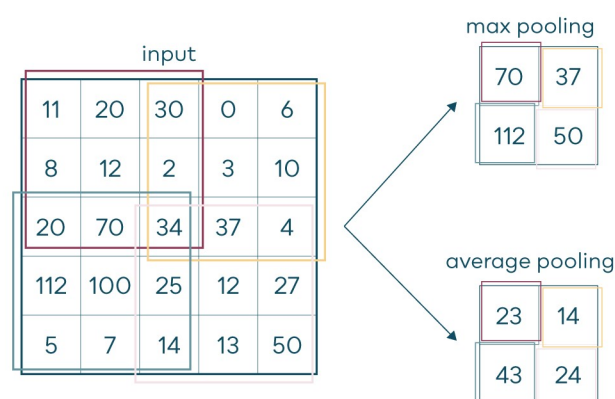 input
11 20 30 0 6
8 12 2 3 10
20 70 34 37 4
112 100 25 12 27
5 7 14 13 50
max pooling
70 37
112 50
average pooling
23 14
43 24